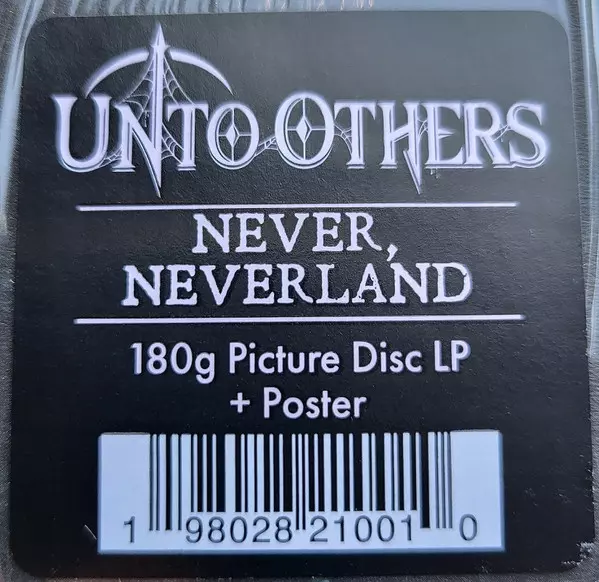 UNTO OTHERS
NEVER,
NEVERLAND
180g Picture Disc LP
+ Poster
1 98028 21001 0